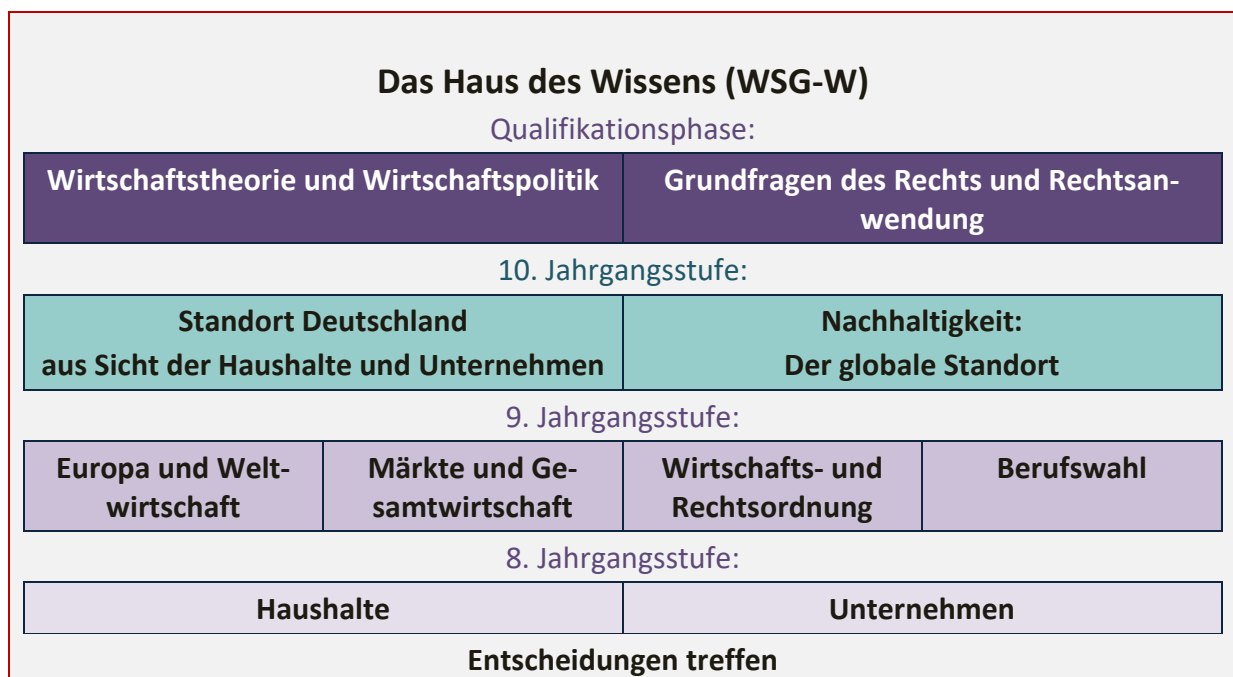 Das Haus des Wissens (WSG-W)
Qualifikationsphase:
Wirtschaftstheorie und Wirtschaftspolitik
Grundfragen des Rechts und Rechtsan-
wendung
10. Jahrgangsstufe:
Standort Deutschland
aus Sicht der Haushalte und Unternehmen
Nachhaltigkeit:
Der globale Standort
9. Jahrgangsstufe:
Europa und Welt-
wirtschaft
Märkte und Ge-
samtwirtschaft
Wirtschafts- und
Rechtsordnung
Berufswahl
8. Jahrgangsstufe:
Haushalte
Unternehmen
Entscheidungen treffen